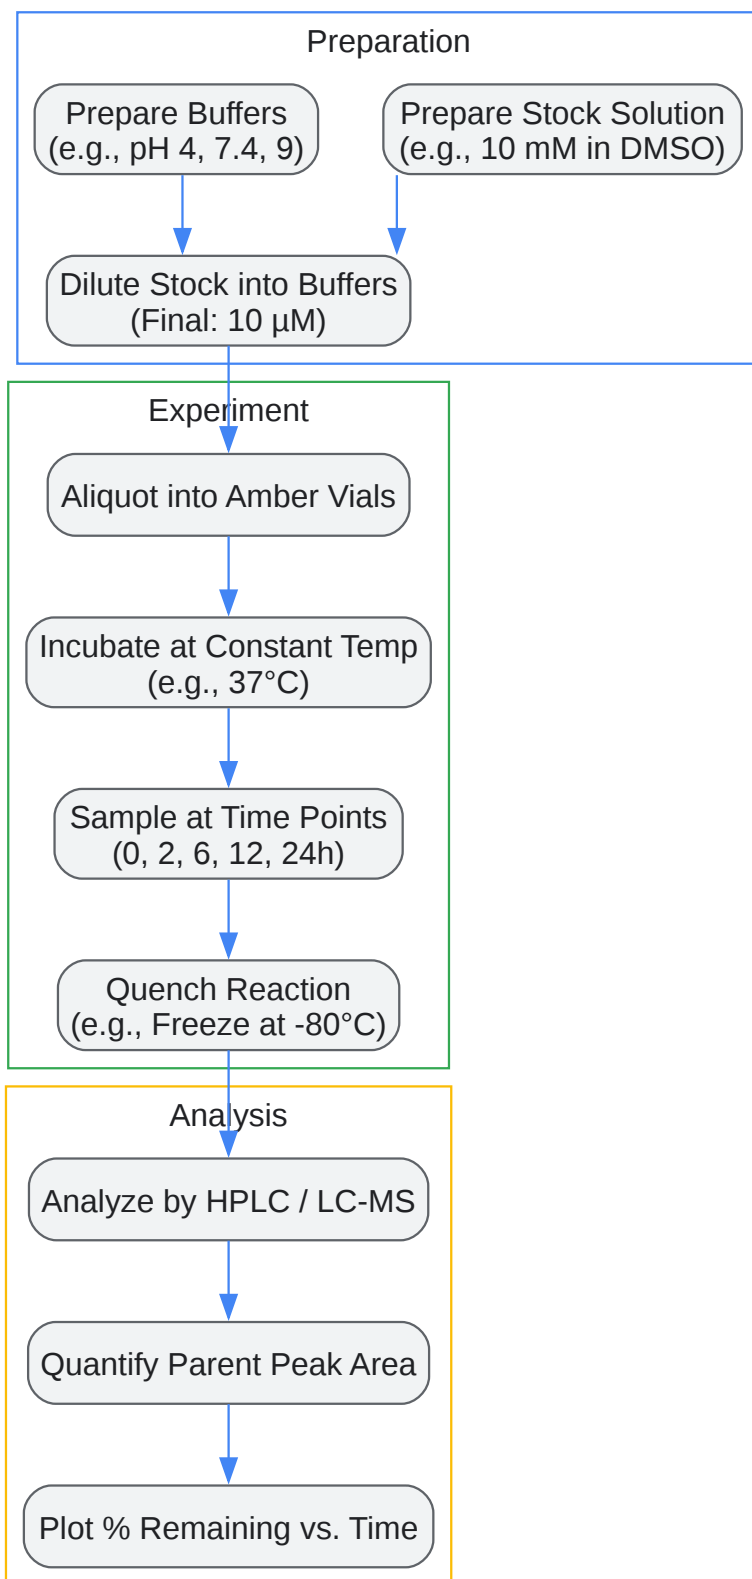 Preparation
Prepare Buffers
(e.g., pH 4, 7.4, 9)
Prepare Stock Solution
(e.g., 10 mM in DMSO)
Dilute Stock into Buffers
(Final: 10 µM)
Experiment
Aliquot into Amber Vials
Incubate at Constant Temp
(e.g., 37°C)
Sample at Time Points
(0, 2, 6, 12, 24h)
Quench Reaction
(e.g., Freeze at -80°C)
Analysis
Analyze by HPLC / LC-MS
Quantify Parent Peak Area
Plot % Remaining vs. Time